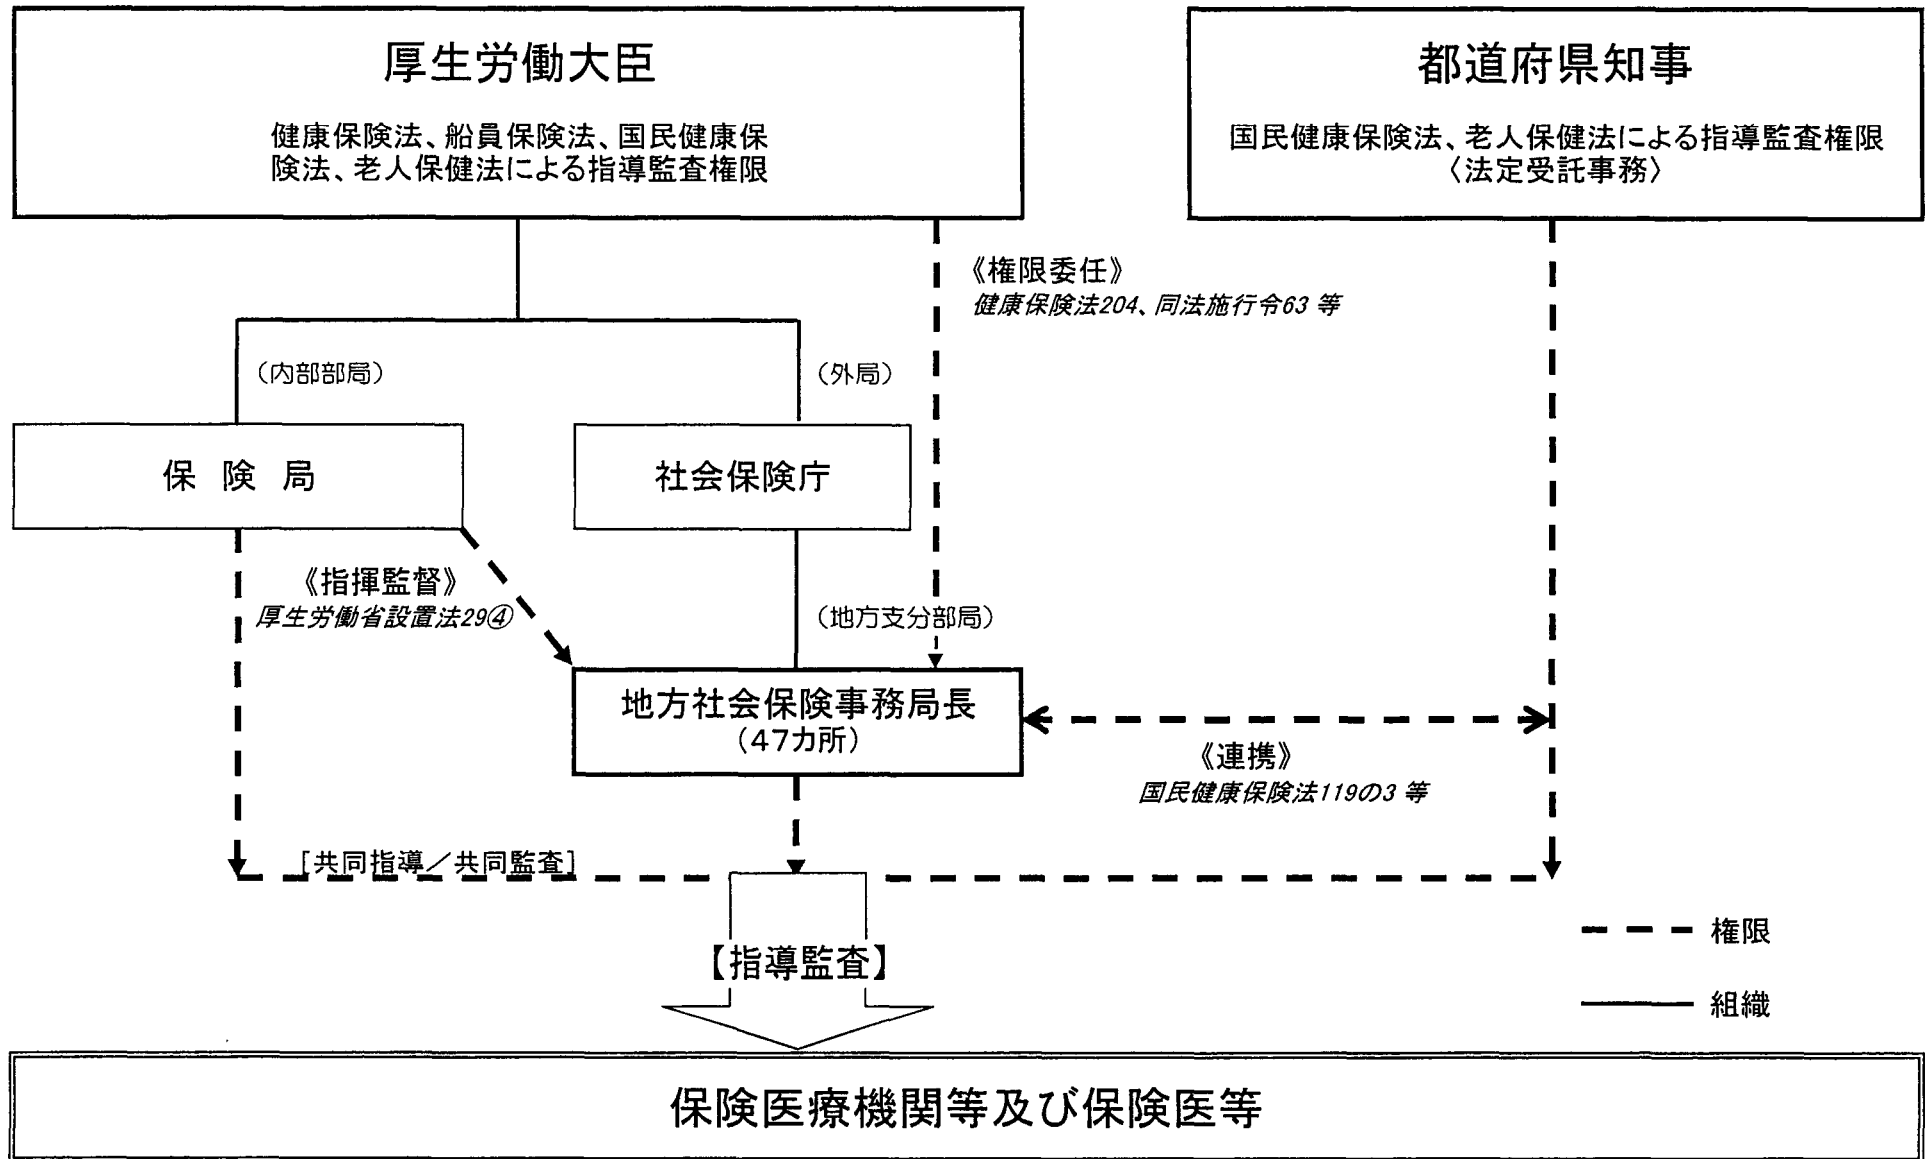 厚生労働大臣
健康保険法、船員保険法、国民健康保
険法、老人保健法による指導監査権限
都道府県知事
国民健康保険法、老人保健法による指導監査権限
〈法定受託事務〉
《権限委任》
健康保険法204、同法施行令63 等
（内部部局）
（外局）
保 険 局
社会保険庁
《指揮監督》
厚生労働省設置法29④
（地方支分部局）
地方社会保険事務局長
（47カ所）
《連携》
国民健康保険法119の3 等
[共同指導／共同監査]
【指導監査】
権限
組織
保険医療機関等及び保険医等